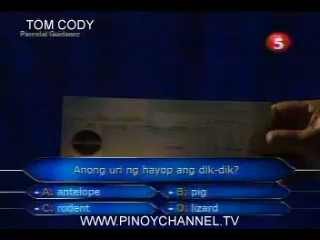 TOM CODY
Parental Guidance
5
Anong uri ng hayop ang dik-dik?
A: antelope
B: pig
C: rodent
D: lizard
WWW.PINOYCHANNEL.TV